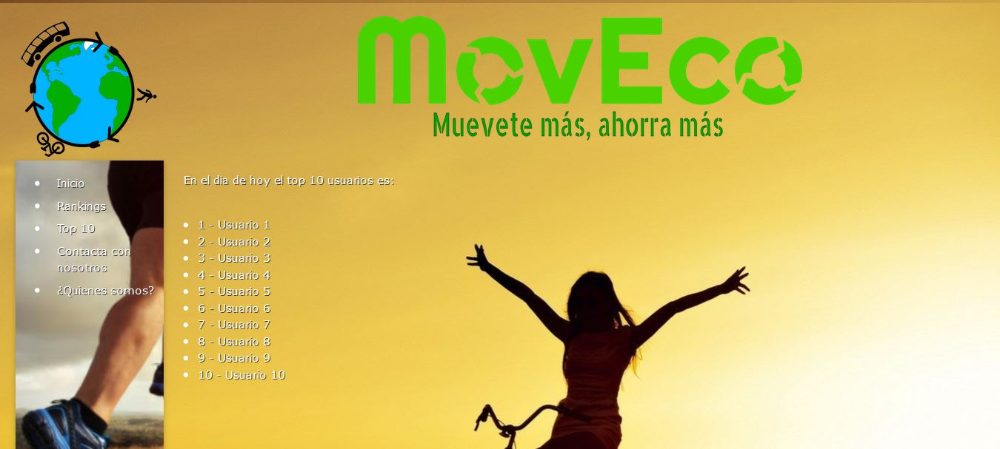 MovEco
Muevete más, ahorra más
Inicio
Rankings
Top 10
Contacta con
nosotros
¿Quienes somos?
En el dia de hoy el top 10 usuarios es:
1 - Usuario 1
2 - Usuario 2
3 - Usuario 3
4 - Usuario 4
5 - Usuario 5
6 - Usuario 6
7 - Usuario 7
8 - Usuario 8
9 - Usuario 9
10 - Usuario 10